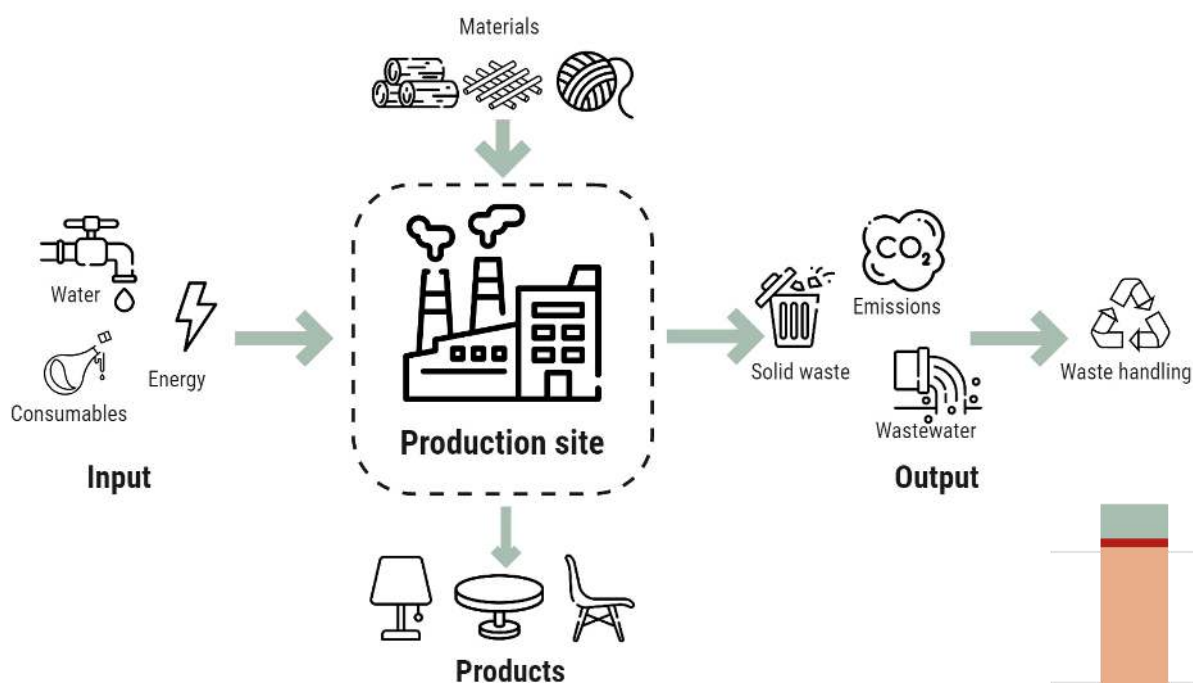 Materials
Water
Energy
Consumables
Input
Production site
CO2
Emissions
Solid waste
Wastewater
Output
Waste handling
Products